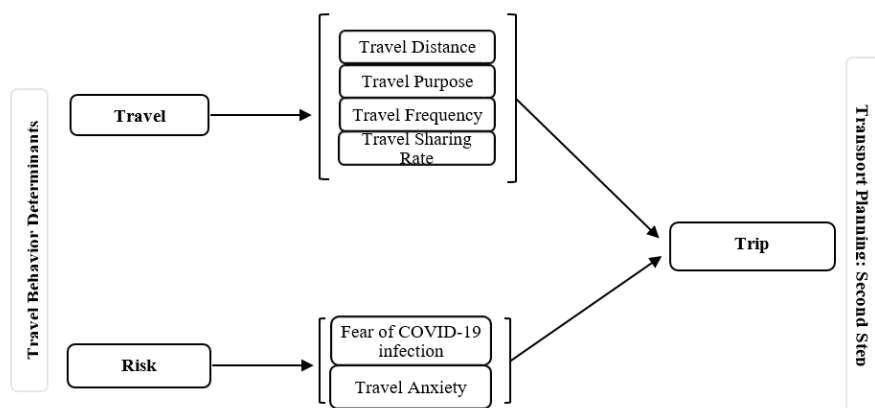 Travel Behavior Determinants
Travel
Travel Distance
Travel Purpose
Travel Frequency
Travel Sharing
Rate
Risk
Fear of COVID-19
infection
Travel Anxiety
Trip
Transport Planning: Second Step